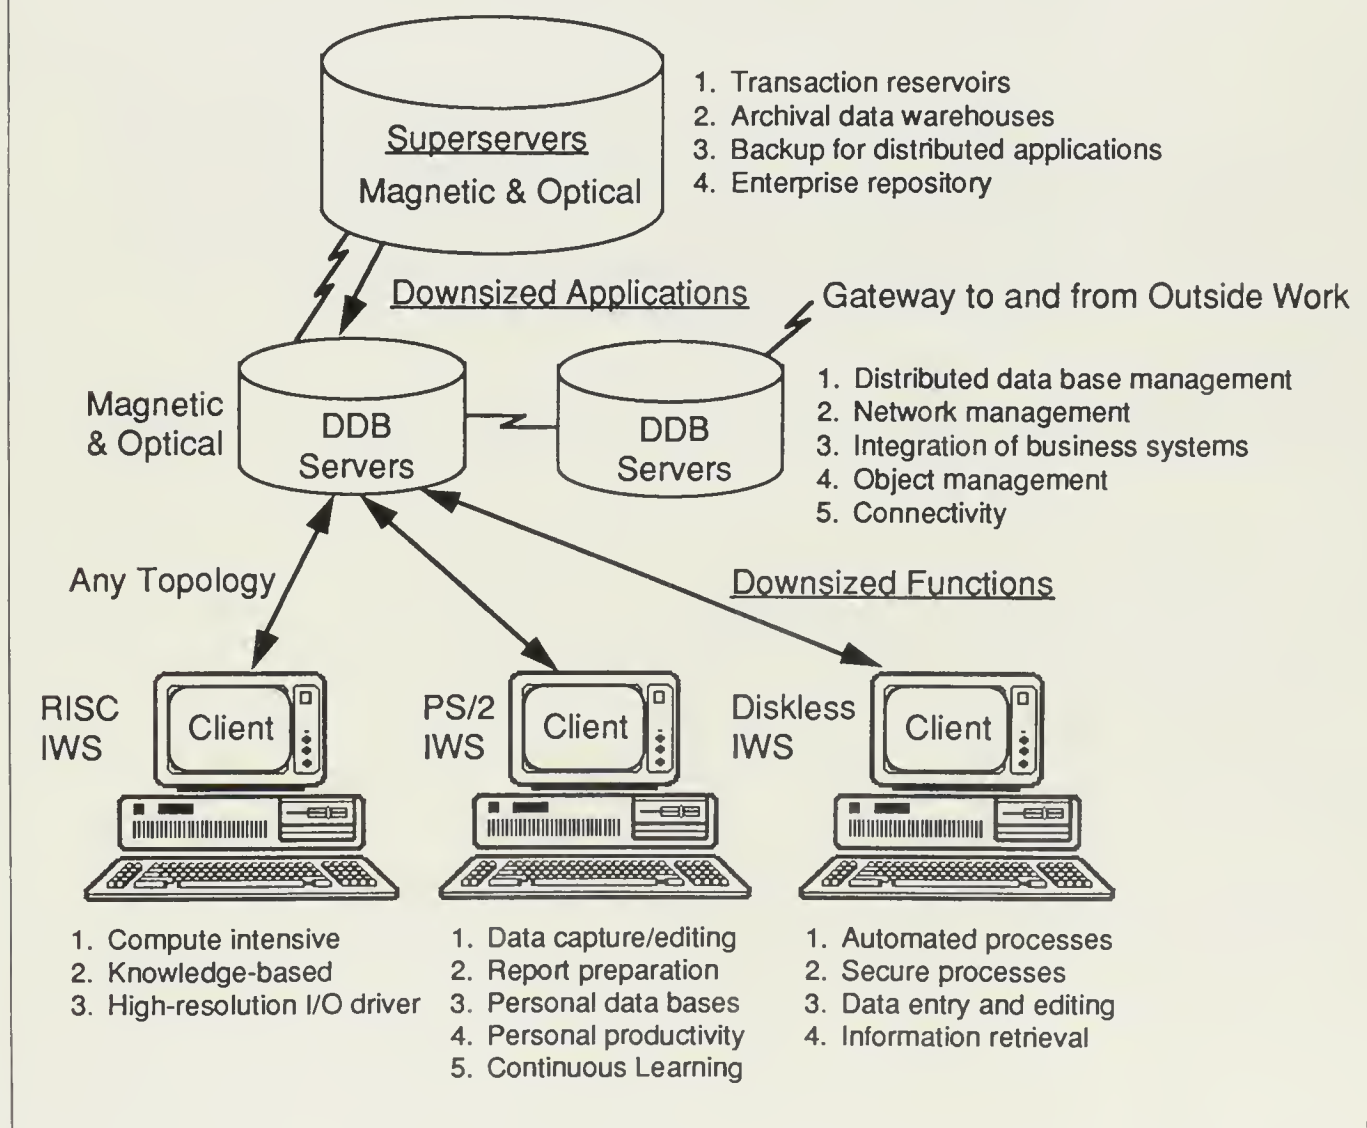 Superservers
Magnetic & Optical
1. Transaction reservoirs
2. Archival data warehouses
3. Backup for distributed applications
4. Enterprise repository
Downsized Applications
Gateway to and from Outside Work
Magnetic
& Optical
DDB
Servers
DDB
Servers
1. Distributed data base management
2. Network management
3. Integration of business systems
4. Object management
5. Connectivity
Any Topology
Downsized Functions
RISC
IWS
Client
PS/2
IWS
Client
Diskless
IWS
Client
1. Compute intensive
2. Knowledge-based
3. High-resolution I/O driver
1. Data capture/editing
2. Report preparation
3. Personal data bases
4. Personal productivity
5. Continuous Learning
1. Automated processes
2. Secure processes
3. Data entry and editing
4. Information retrieval